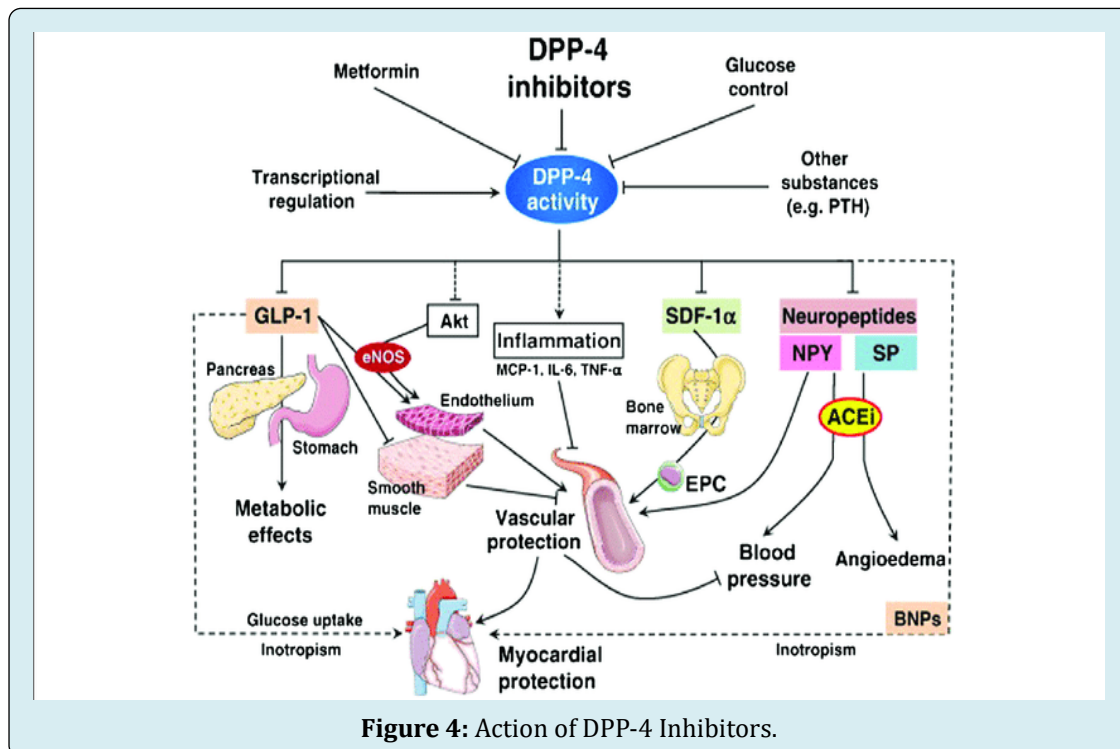 DPP-4
inhibitors
Metformin
Glucose
control
Transcriptional
regulation
DPP-4
activity
Other
substances
(e.g. PTH)
GLP-1
Akt
Inflammation
MCP-1, IL-6, TNF-α
SDF-1α
Neuropeptides
NPY
SP
eNOS
Pancreas
Stomach
Endothelium
Smooth
muscle
Bone
marrow
EPC
ACEi
Metabolic
effects
Vascular
protection
Blood
pressure
Angioedema
BNPs
Glucose uptake
Inotropism
Myocardial
protection
Inotropism
Figure 4: Action of DPP-4 Inhibitors.